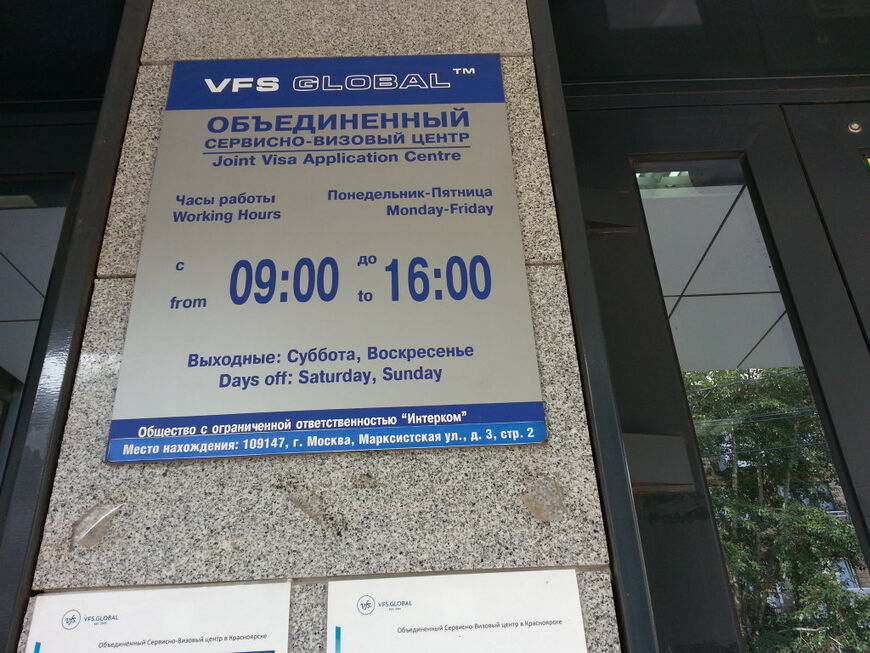 VFS GLOBAL™
ОБЪЕДИНЕННЫЙ
СЕРВИСНО-ВИЗОВЫЙ ЦЕНТР
Joint Visa Application Centre
Часы работы
Working Hours
Понедельник-Пятница
Monday-Friday
с
from
09:00
до
to
16:00
Выходные: Суббота, Воскресенье
Days off: Saturday, Sunday
Общество с ограниченной ответственностью "Интерком"
Место нахождения: 109147, г. Москва, Марксистская ул., д. 3, стр. 2
vfs VFS.GLOBAL
Объединенный Сервисно-Визовый центр в Красноярске
vfs VFS.GLOBAL
Объединенный Сервисно-Визовый центр в Красноярске